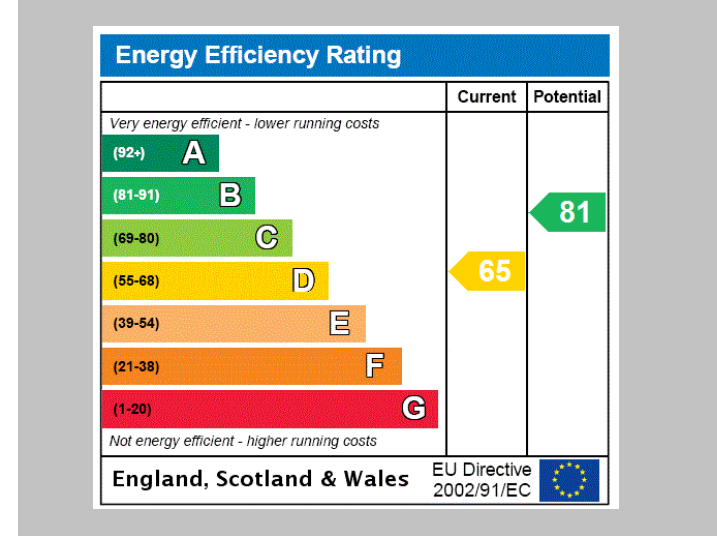 Energy Efficiency Rating
Current Potential
Very energy efficient - lower running costs
(92+) A
(81-91) B
81
(69-80) C
(55-68) D
65
(39-54) E
(21-38) F
(1-20) G
Not energy efficient - higher running costs
England, Scotland & Wales
EU Directive
2002/91/EC